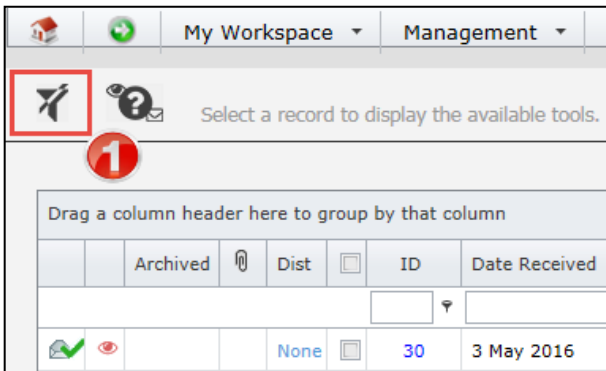 My Workspace Management
Select a record to display the available tools.
1
Drag a column header here to group by that column
Archived Dist ID Date Received
None 30 3 May 2016